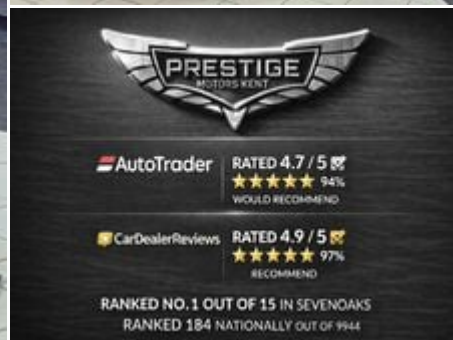 PRESTIGE
MOTORS KENT
AutoTrader
RATED 4.7 / 5
94%
WOULD RECOMMEND
CarDealerReviews
RATED 4.9 / 5
97%
RECOMMEND
RANKED NO.1 OUT OF 15 IN SEVENOAKS
RANKED 184 NATIONALLY OUT OF 9944